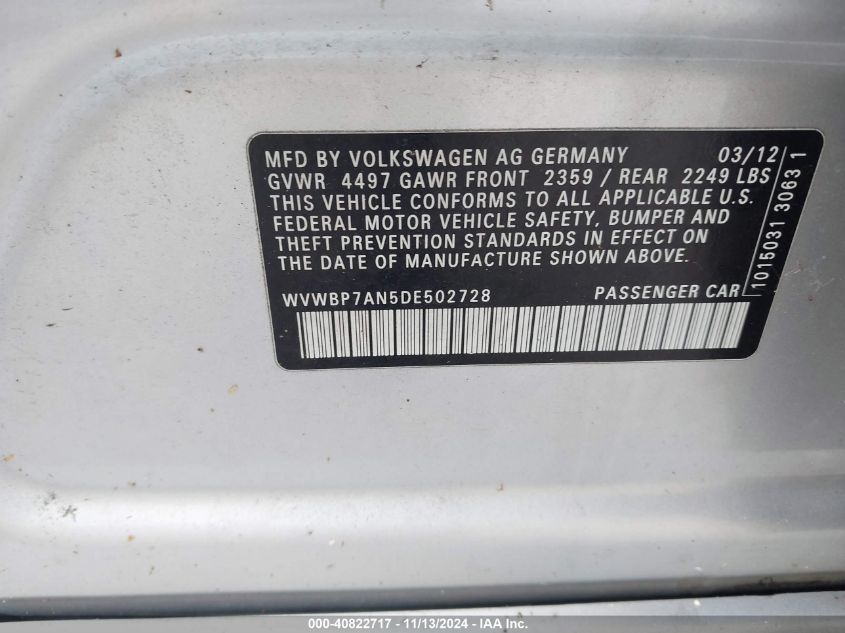 MFD BY VOLKSWAGEN AG GERMANY 03/12
GVWR 4497 GAWR FRONT 2359 / REAR 2249 LBS
THIS VEHICLE CONFORMS TO ALL APPLICABLE U.S.
FEDERAL MOTOR VEHICLE SAFETY, BUMPER AND
THEFT PREVENTION STANDARDS IN EFFECT ON
THE DATE OF MANUFACTURE SHOWN ABOVE.
WVWBP7AN5DE502728 PASSENGER CAR
1015031 30631
000-40822717 - 11/13/2024 - IAA Inc.